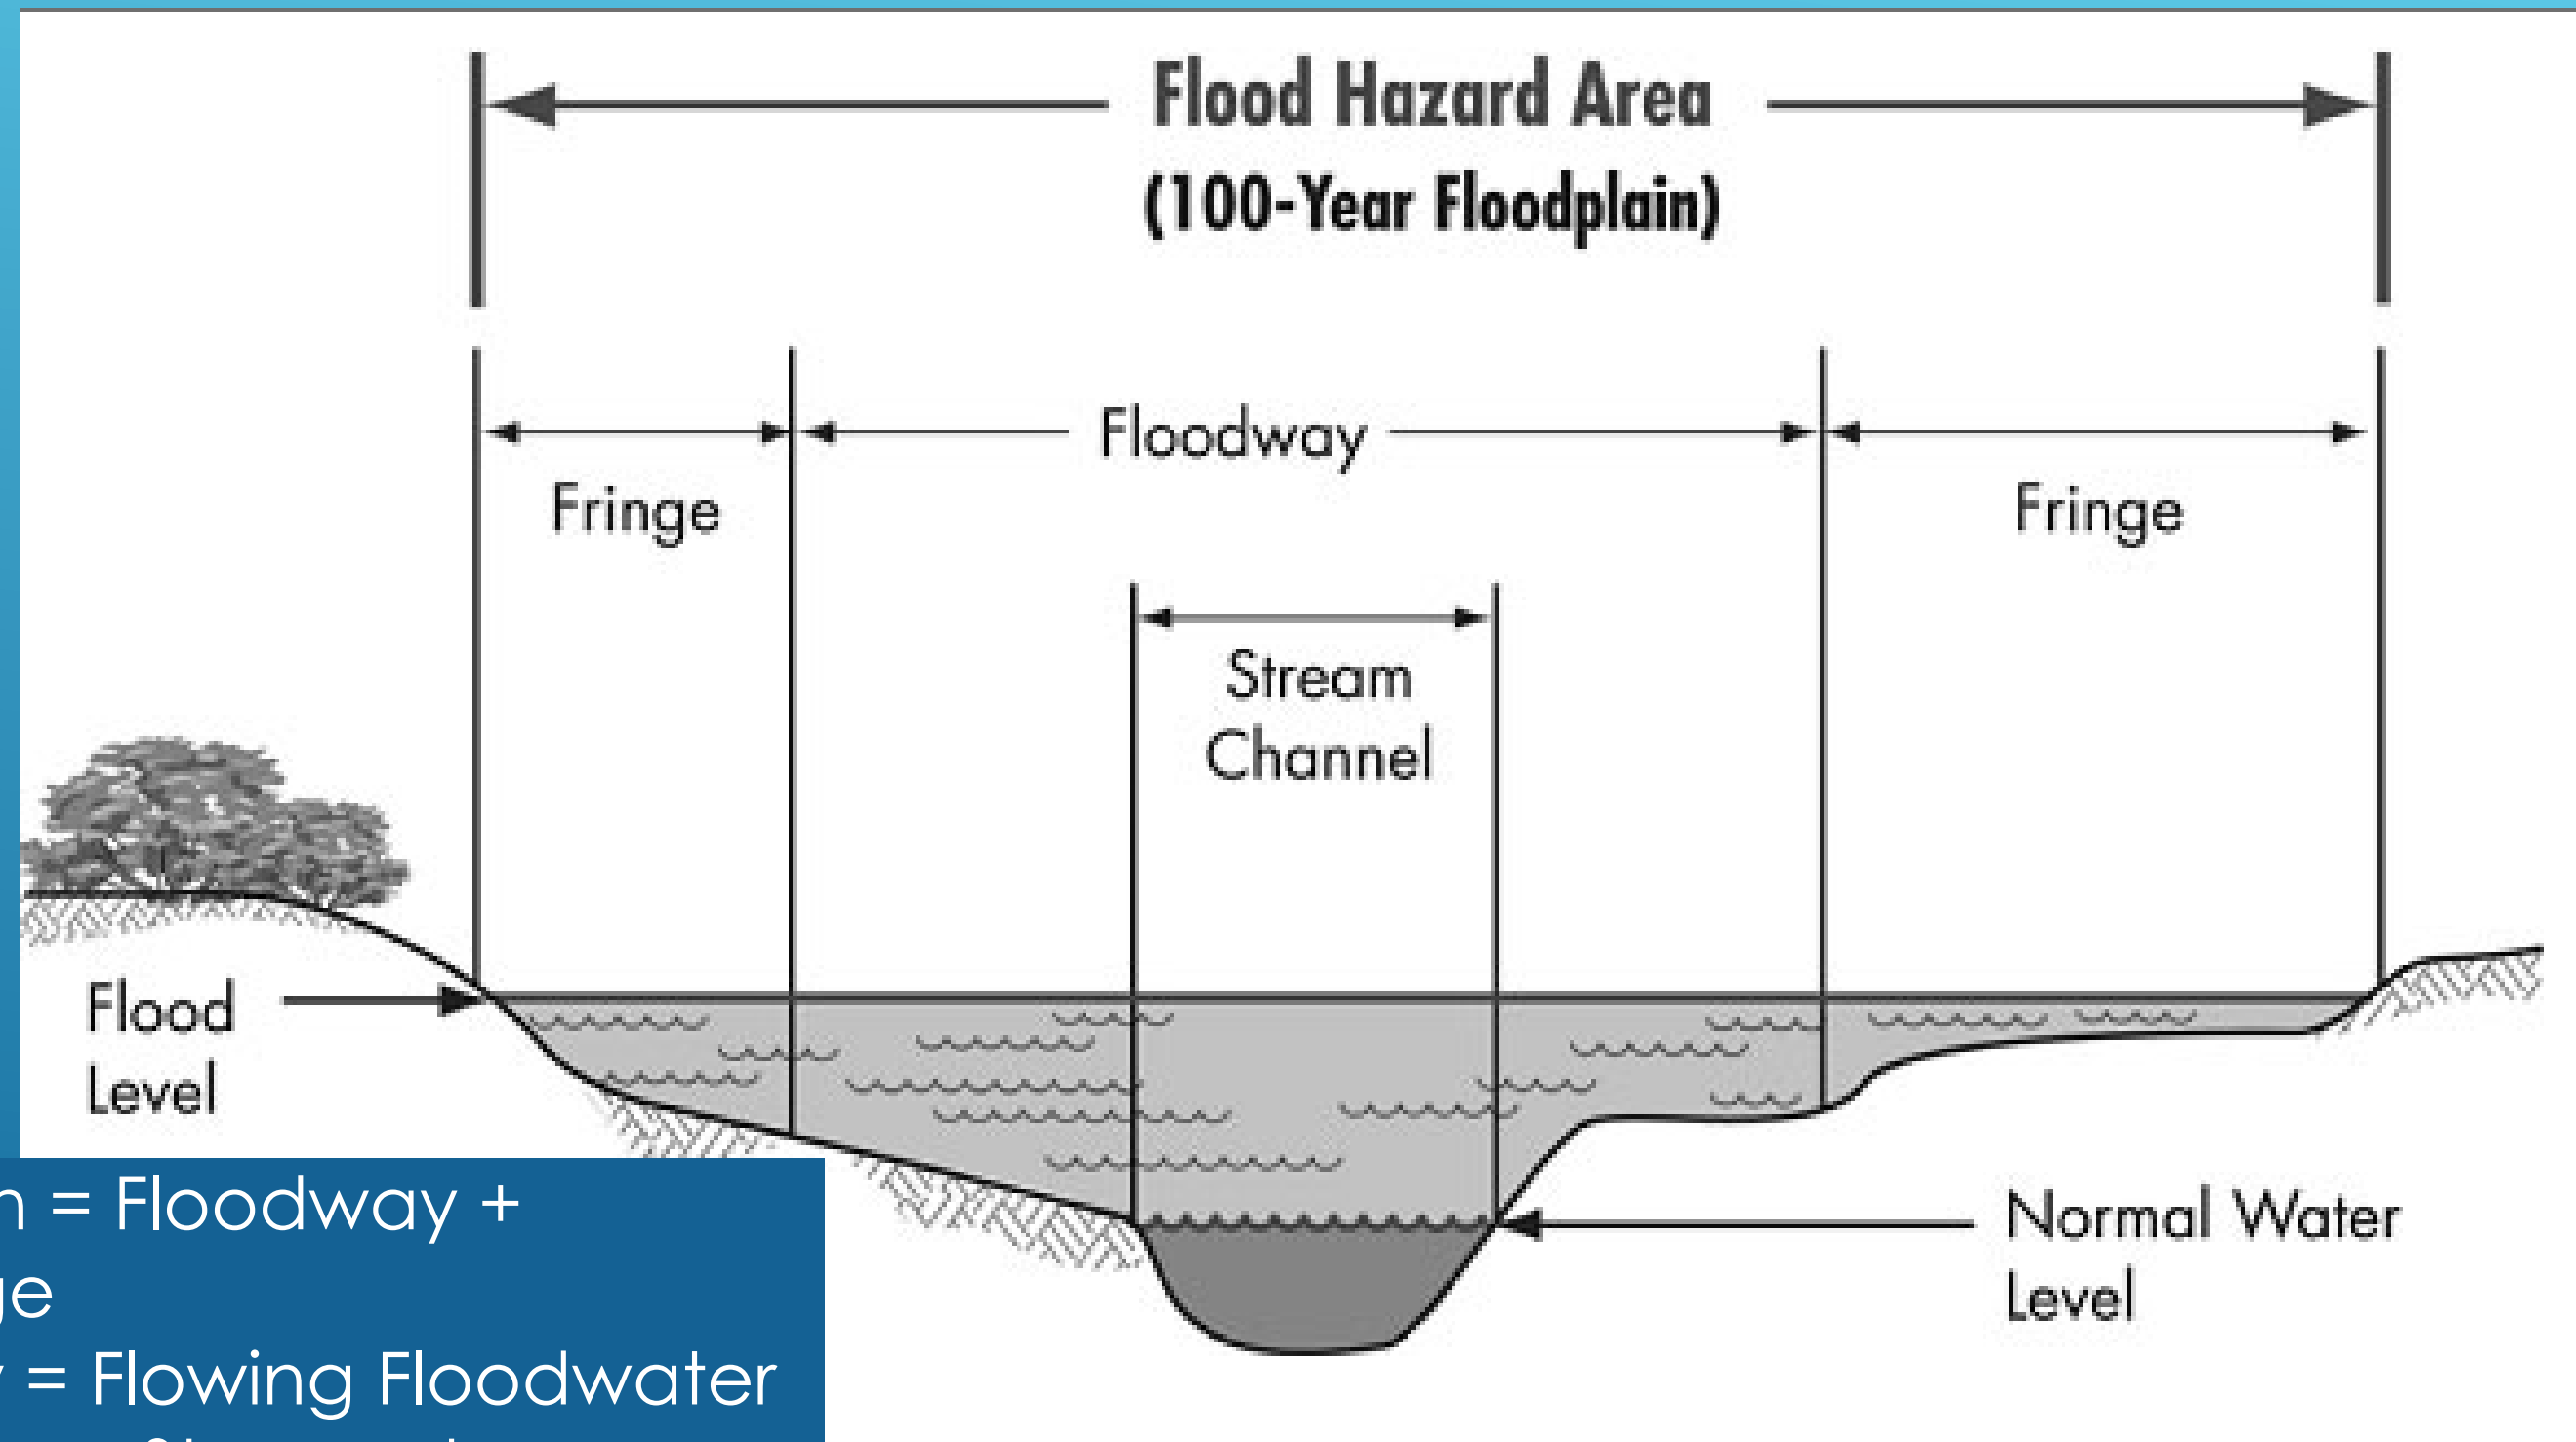 Flood Hazard Area
(100-Year Floodplain)
Floodway
Fringe
Fringe
Stream
Channel
Flood
Level
Normal Water
Level
= Floodway +
= Flowing Floodwater